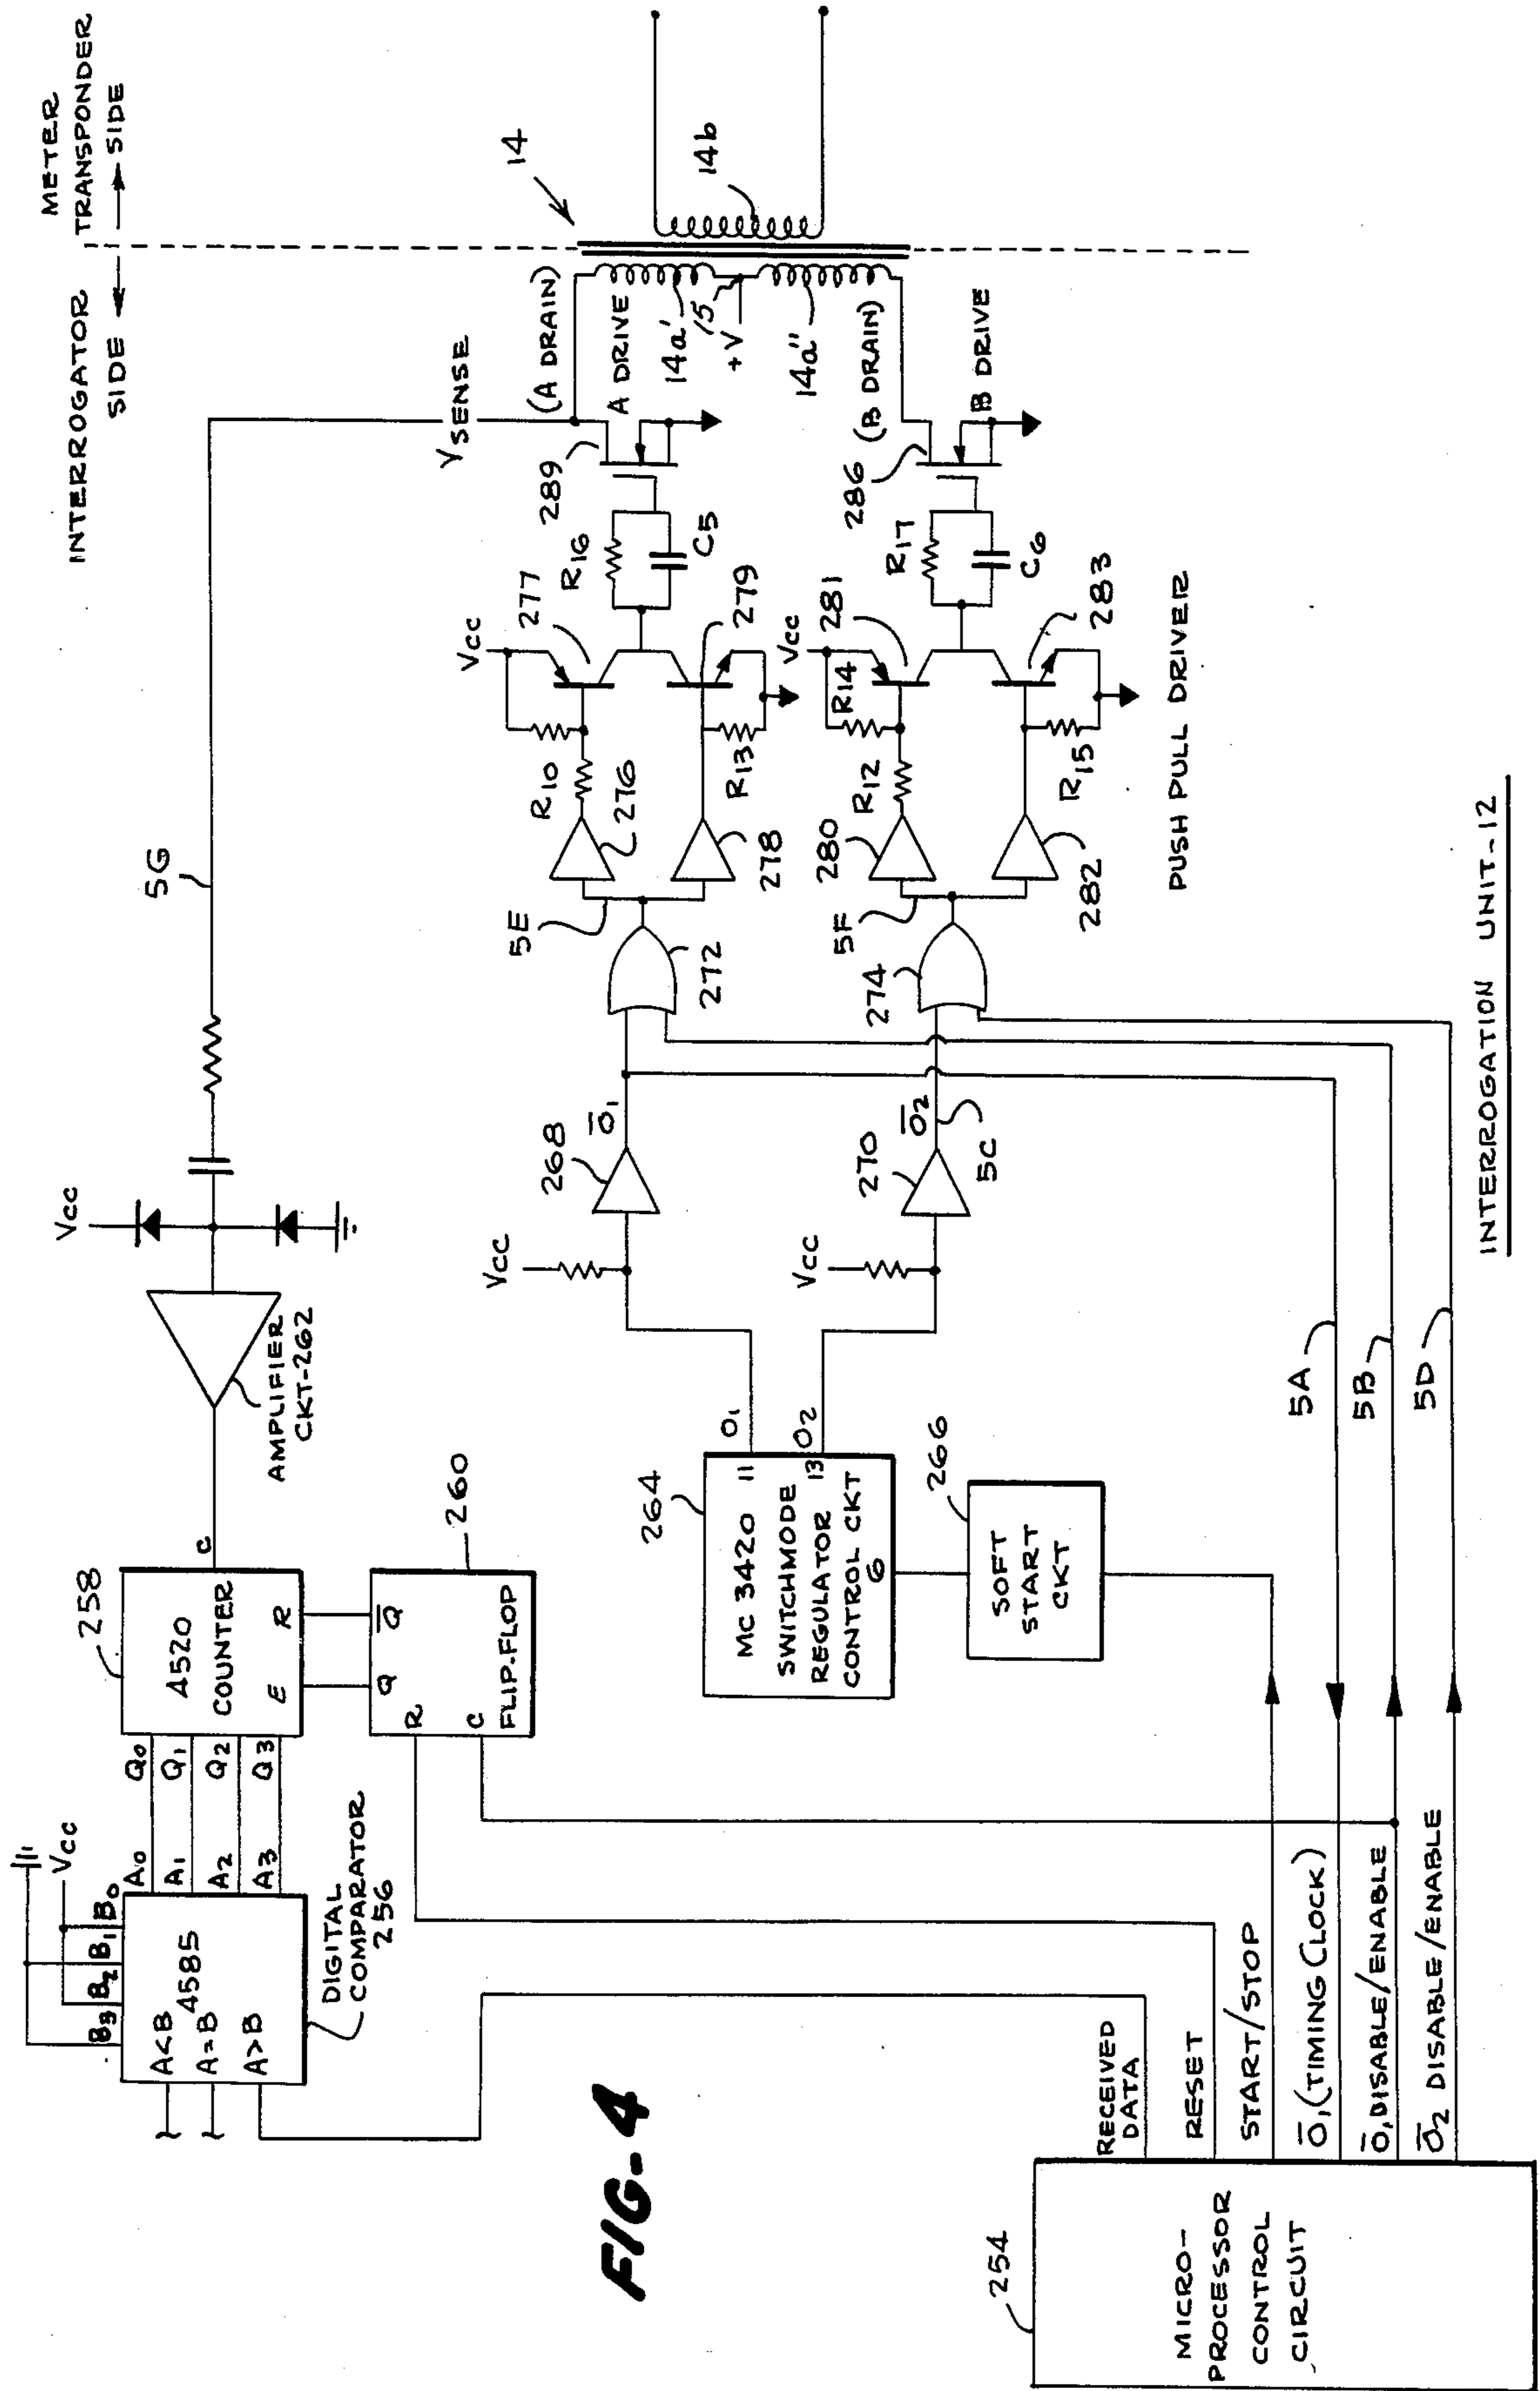 METER
TRANSPONDER
SIDE
INTERROGATOR
SIDE
14
14b
14a'
15
+V
14a"
(A DRAIN)
A DRIVE
(B DRAIN)
B DRIVE
VSENSE
5G
289
286
R16
C5
R17
C6
Vcc
277
279
Vcc
281
283
R10
276
R13
278
R14
R12
280
R15
282
PUSH PULL DRIVER
5E
272
5F
274
Vcc
AMPLIFIER
CKT-262
268
Ō1
270
Ō2
5C
Vcc
Vcc
258
4520
COUNTER
C
E
R
Q0
Q1
Q2
Q3
260
Q
Q̄
R
C
FLIP-FLOP
264
MC 3420
SWITCHMODE
REGULATOR
CONTROL CKT
11
13
6
O1
O2
266
SOFT
START
CKT
Vcc
B3
B2
B1
B0
A0
A1
A2
A3
4585
A<B
A=B
A>B
DIGITAL
COMPARATOR
256
5A
5B
5D
RECEIVED
DATA
RESET
START/STOP
Ō1 (TIMING CLOCK)
Ō1 DISABLE/ENABLE
Ō2 DISABLE/ENABLE
254
MICRO-
PROCESSOR
CONTROL
CIRCUIT
INTERROGATION UNIT-12
FIG-4